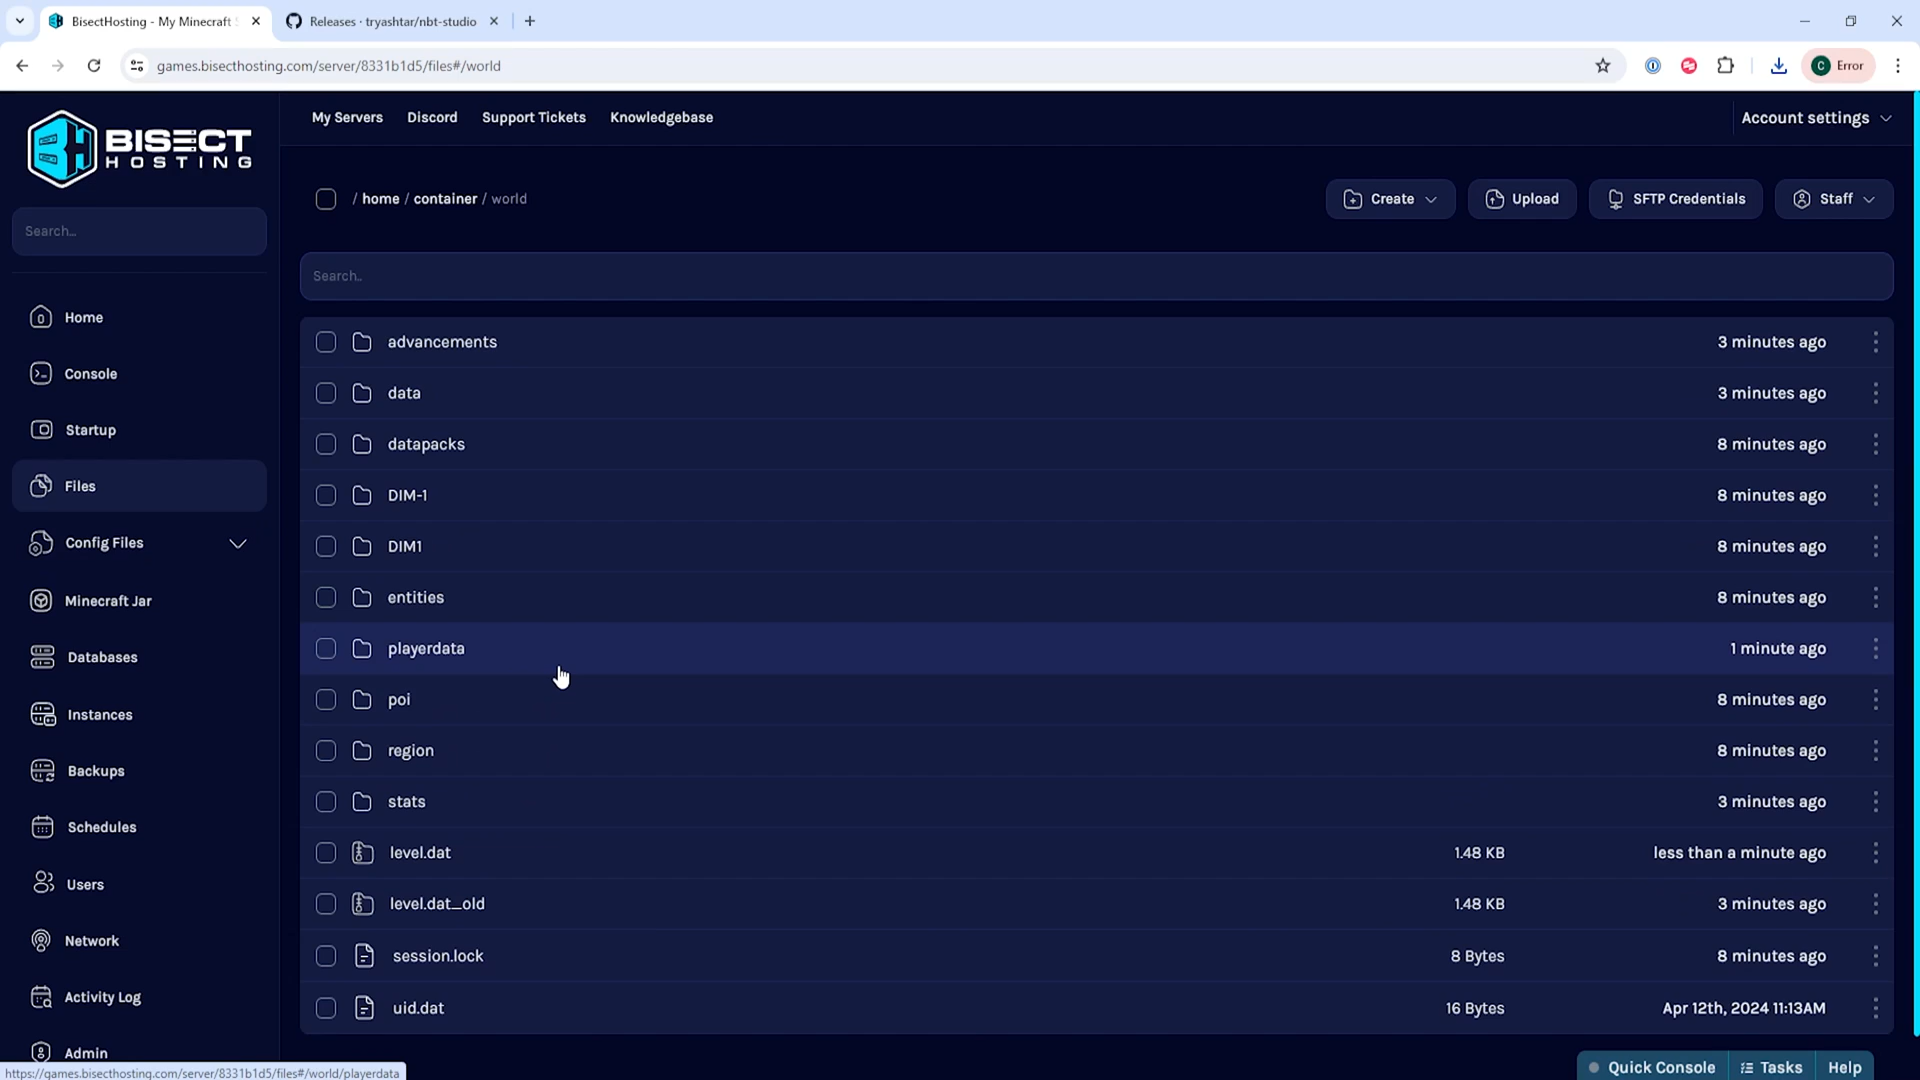 BisectHosting - My Minecraft S
Releases · tryashtar/nbt-studio
games.bisecthosting.com/server/8331b1d5/files#/world
C Error
BISECT
HOSTING
My Servers Discord Support Tickets Knowledgebase
Account settings
/ home / container / world
Create
Upload
SFTP Credentials
Staff
Search...
Search..
Home
Console
Startup
Files
Config Files
Minecraft Jar
Databases
Instances
Backups
Schedules
Users
Network
Activity Log
Admin
advancements 3 minutes ago
data 3 minutes ago
datapacks 8 minutes ago
DIM-1 8 minutes ago
DIM1 8 minutes ago
entities 8 minutes ago
playerdata 1 minute ago
poi 8 minutes ago
region 8 minutes ago
stats 3 minutes ago
level.dat 1.48 KB less than a minute ago
level.dat_old 1.48 KB 3 minutes ago
session.lock 8 Bytes 8 minutes ago
uid.dat 16 Bytes Apr 12th, 2024 11:13AM
Quick Console Tasks Help
https://games.bisecthosting.com/server/8331b1d5/files#/world/playerdata